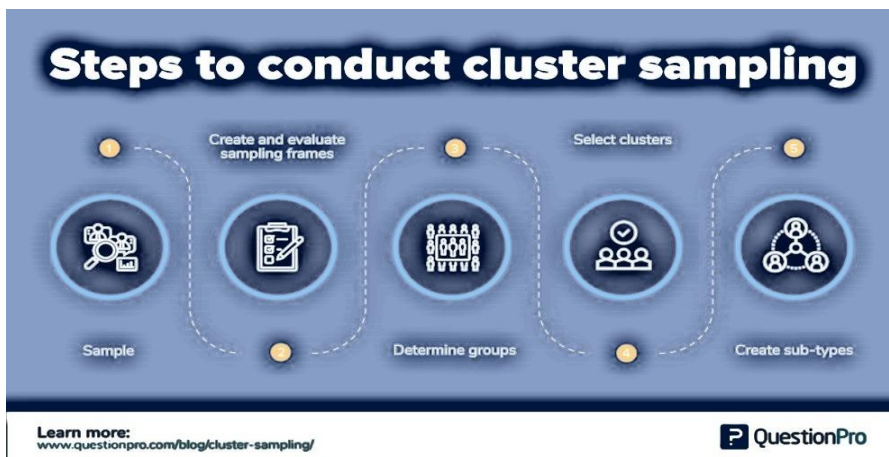 Steps to conduct cluster sampling
1
Sample
Create and evaluate
sampling frames
2
3
Determine groups
Select clusters
4
5
Create sub-types
Learn more:
www.questionpro.com/blog/cluster-sampling/
QuestionPro